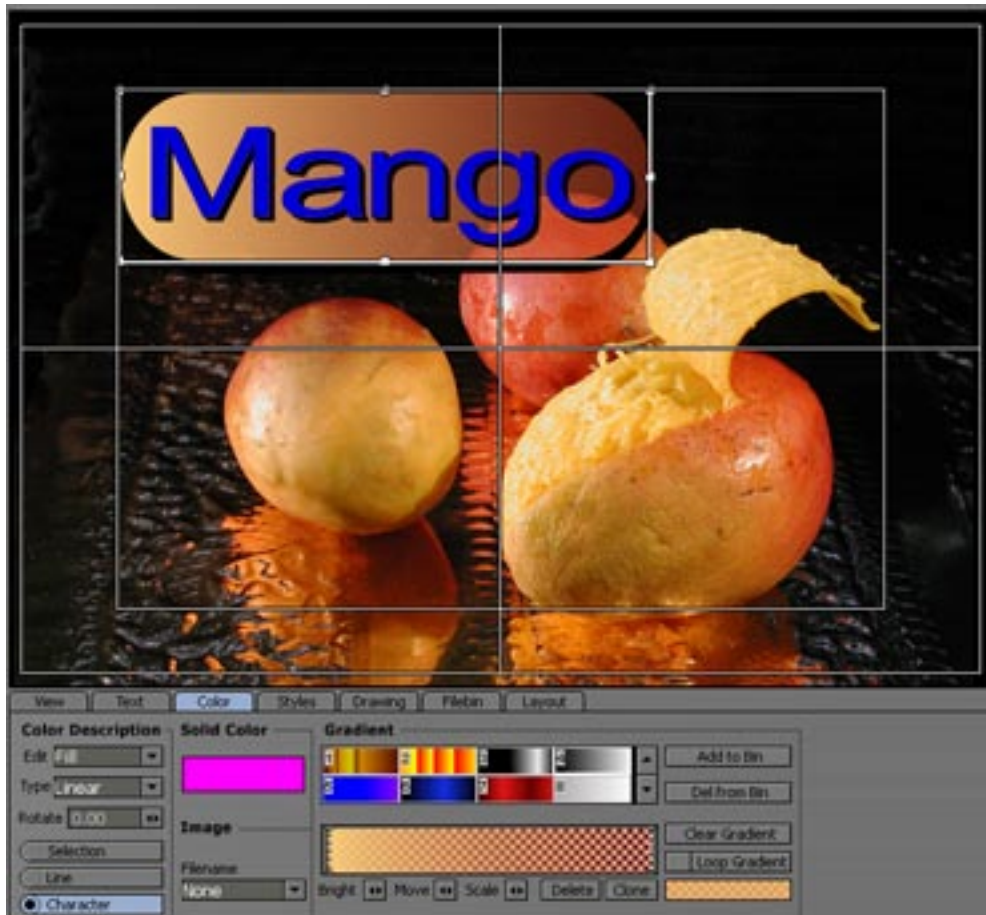 Mango
View Text Color Styles Drawing Filebin Layout
Color Description Solid Color Gradient
Edit Fill
Add to Bin
Type Linear
Del from Bin
Rotate
Image
Clear Gradient
Selection
Loop Gradient
Line
Filename
None
Bright Move Scale Delete Clone
Character